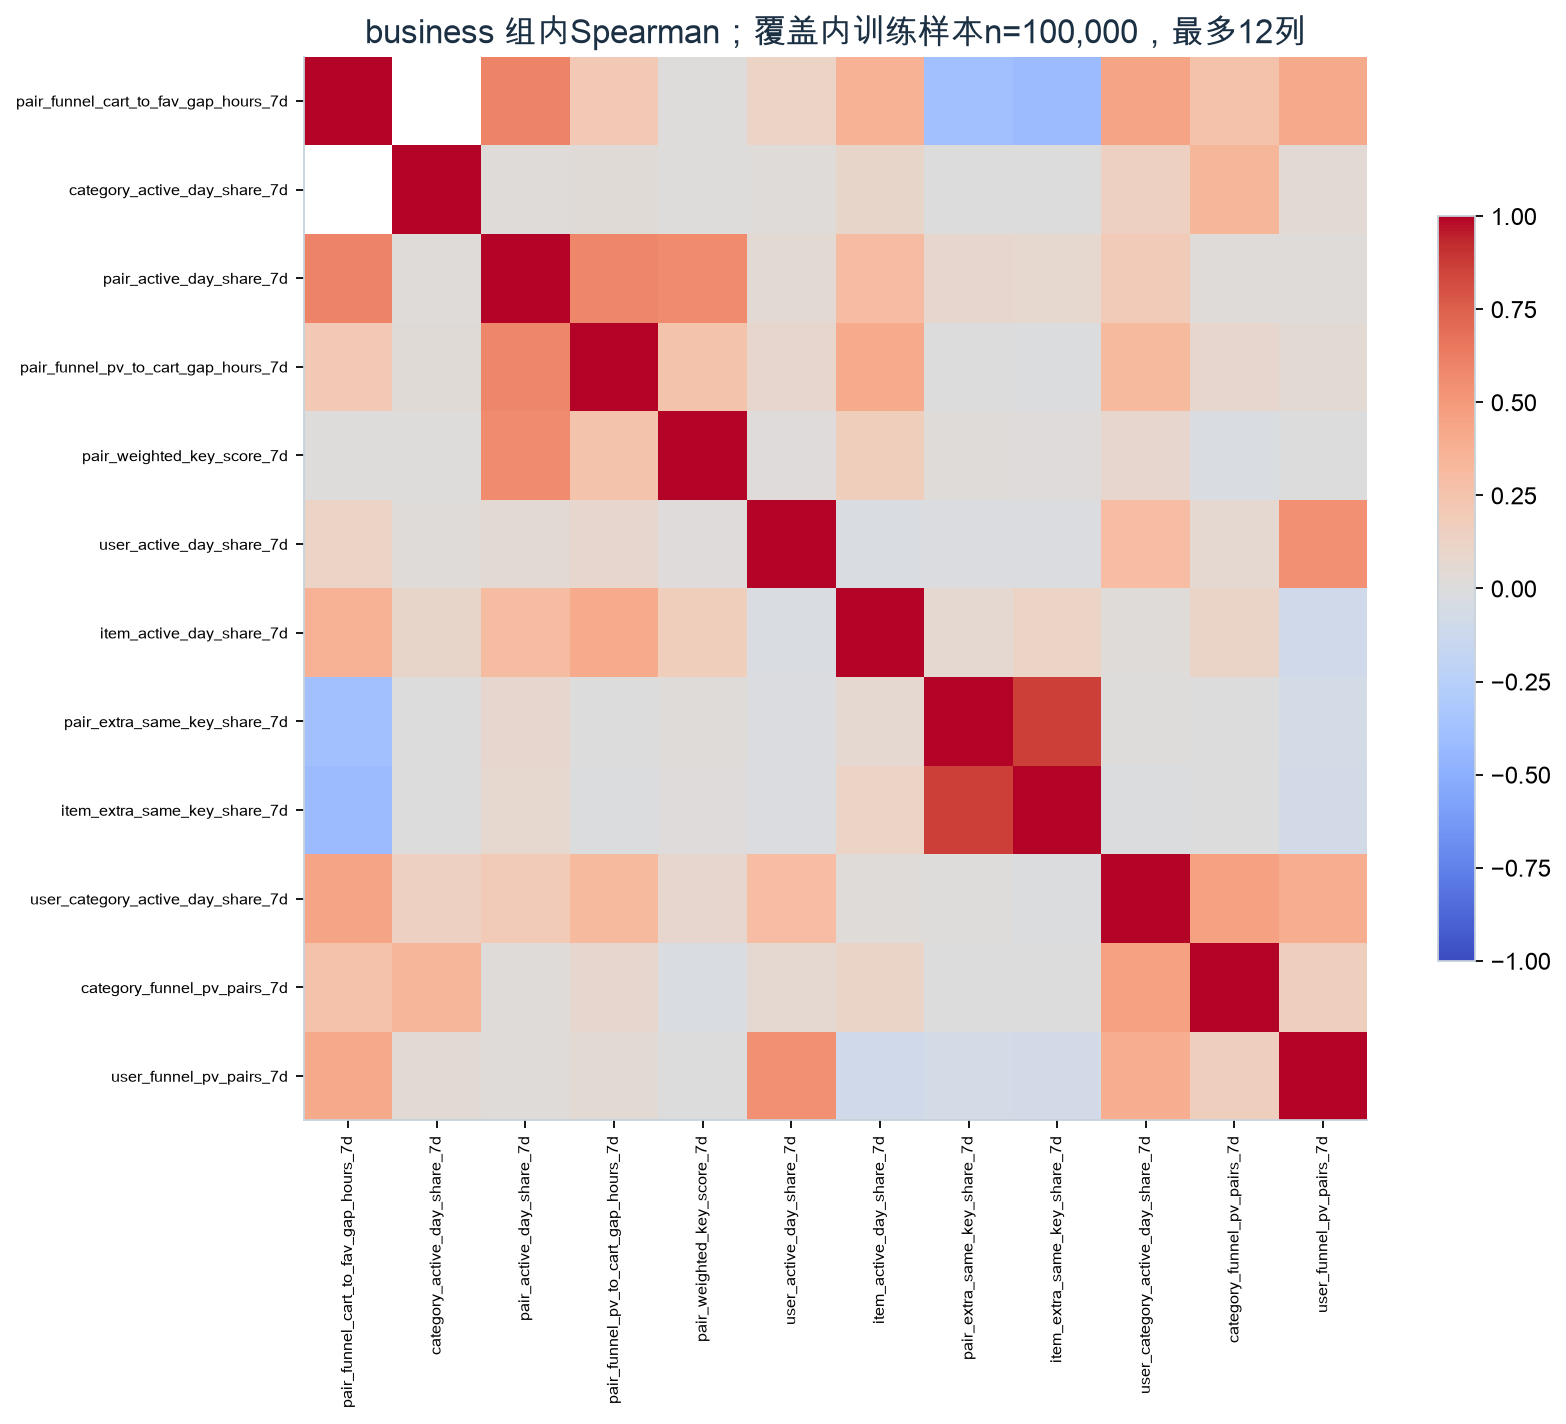 business 组内Spearman；覆盖内训练样本n=100,000，最多12列
pair_funnel_cart_to_fav_gap_hours_7d
category_active_day_share_7d
pair_active_day_share_7d
pair_funnel_pv_to_cart_gap_hours_7d
pair_weighted_key_score_7d
user_active_day_share_7d
item_active_day_share_7d
pair_extra_same_key_share_7d
item_extra_same_key_share_7d
user_category_active_day_share_7d
category_funnel_pv_pairs_7d
user_funnel_pv_pairs_7d
pair_funnel_cart_to_fav_gap_hours_7d
category_active_day_share_7d
pair_active_day_share_7d
pair_funnel_pv_to_cart_gap_hours_7d
pair_weighted_key_score_7d
user_active_day_share_7d
item_active_day_share_7d
pair_extra_same_key_share_7d
item_extra_same_key_share_7d
user_category_active_day_share_7d
category_funnel_pv_pairs_7d
user_funnel_pv_pairs_7d
1.00
0.75
0.50
0.25
0.00
−0.25
−0.50
−0.75
−1.00